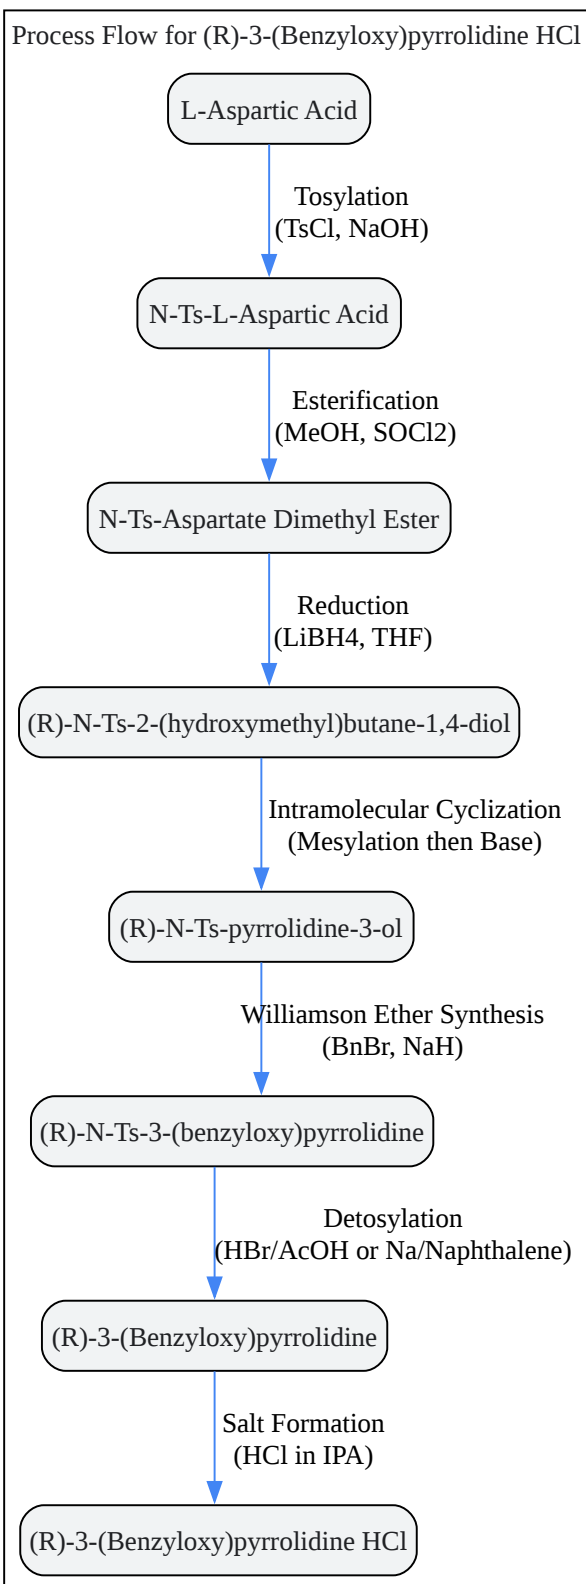 Process Flow for (R)-3-(Benzyloxy)pyrrolidine HCl
L-Aspartic Acid
Tosylation
(TsCl, NaOH)
N-Ts-L-Aspartic Acid
Esterification
(MeOH, SOCl2)
N-Ts-Aspartate Dimethyl Ester
Reduction
(LiBH4, THF)
(R)-N-Ts-2-(hydroxymethyl)butane-1,4-diol
Intramolecular Cyclization
(Mesylation then Base)
(R)-N-Ts-pyrrolidine-3-ol
Williamson Ether Synthesis
(BnBr, NaH)
(R)-N-Ts-3-(benzyloxy)pyrrolidine
Detosylation
(HBr/AcOH or Na/Naphthalene)
(R)-3-(Benzyloxy)pyrrolidine
Salt Formation
(HCl in IPA)
(R)-3-(Benzyloxy)pyrrolidine HCl